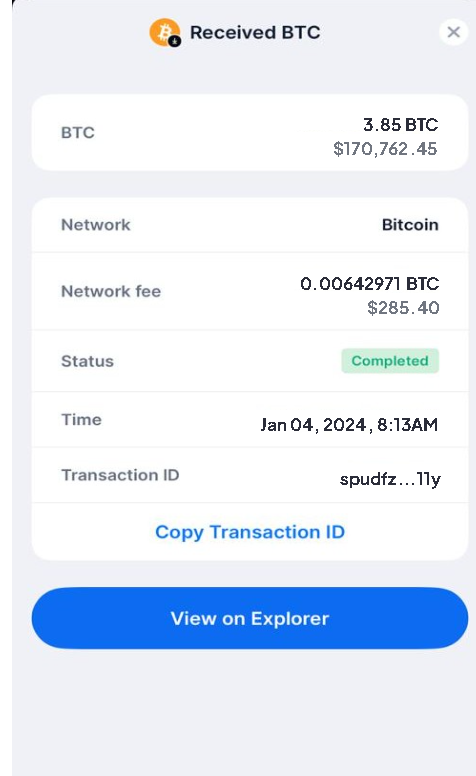 Received BTC
BTC
3.85 BTC
$170,762.45
Network
Bitcoin
Network fee
0.00642971 BTC
$285.40
Status
Completed
Time
Jan 04, 2024, 8:13AM
Transaction ID
spudfz...11y
Copy Transaction ID
View on Explorer